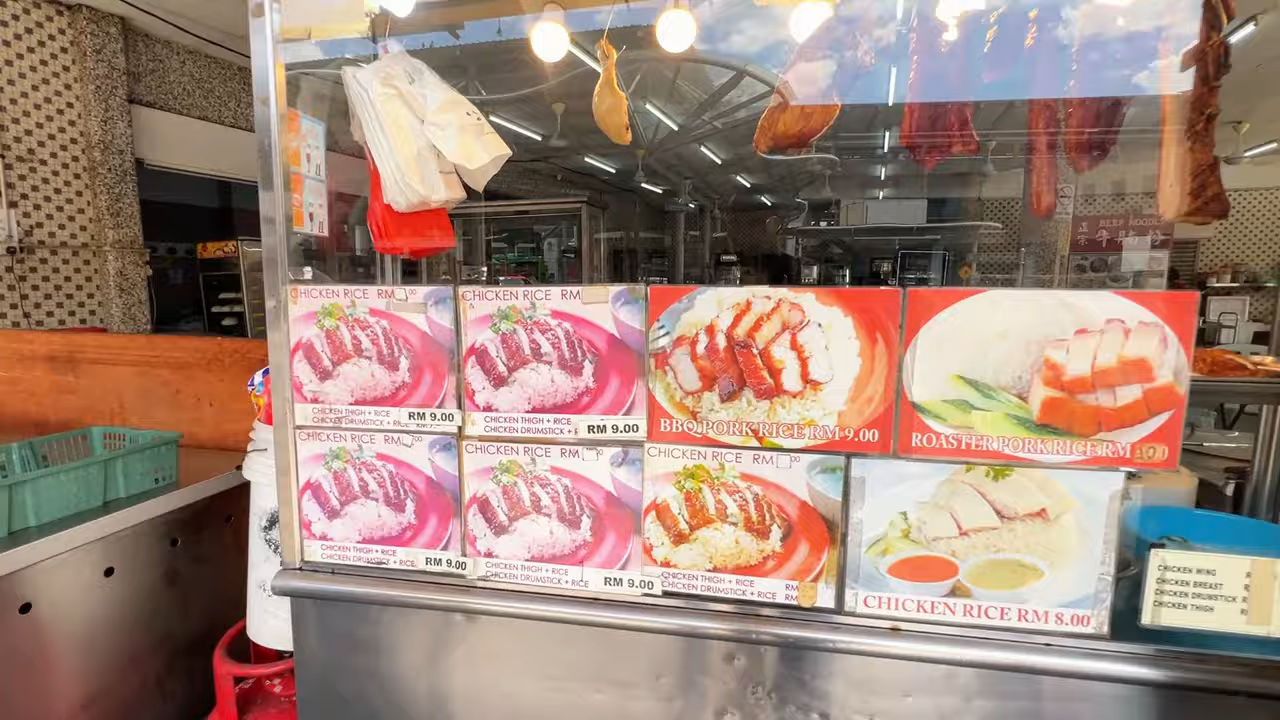 CHICKEN RICE RM
CHICKEN THIGH + RICE
CHICKEN DRUMSTICK + RICE
RM 9.00
CHICKEN RICE RM
CHICKEN THIGH + RICE
CHICKEN DRUMSTICK + RICE
RM 9.00
BBQ PORK RICE RM 9.00
ROASTER PORK RICE RM
CHICKEN RICE RM
CHICKEN THIGH + RICE
CHICKEN DRUMSTICK + RICE
RM 9.00
CHICKEN RICE RM
CHICKEN THIGH + RICE
CHICKEN DRUMSTICK + RICE
RM 9.00
CHICKEN RICE RM
CHICKEN THIGH + RICE RM
CHICKEN DRUMSTICK + RICE RM
CHICKEN RICE RM 8.00
CHICKEN WING
CHICKEN BREAST
CHICKEN DRUMSTICK
CHICKEN THIGH
BEEF NOODLE
正宗